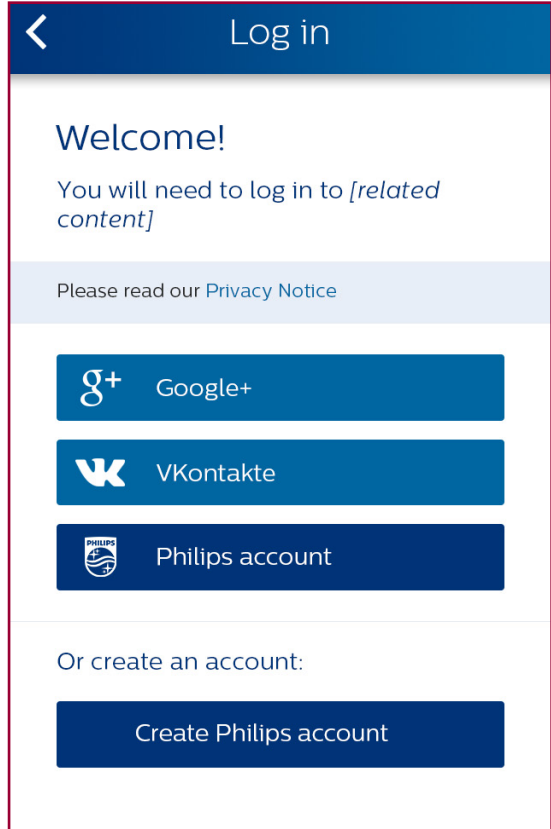 Log in
Welcome!
You will need to log in to [related
content]
Please read our Privacy Notice
g+ Google+
VK VKontakte
PHILIPS Philips account
Or create an account:
Create Philips account